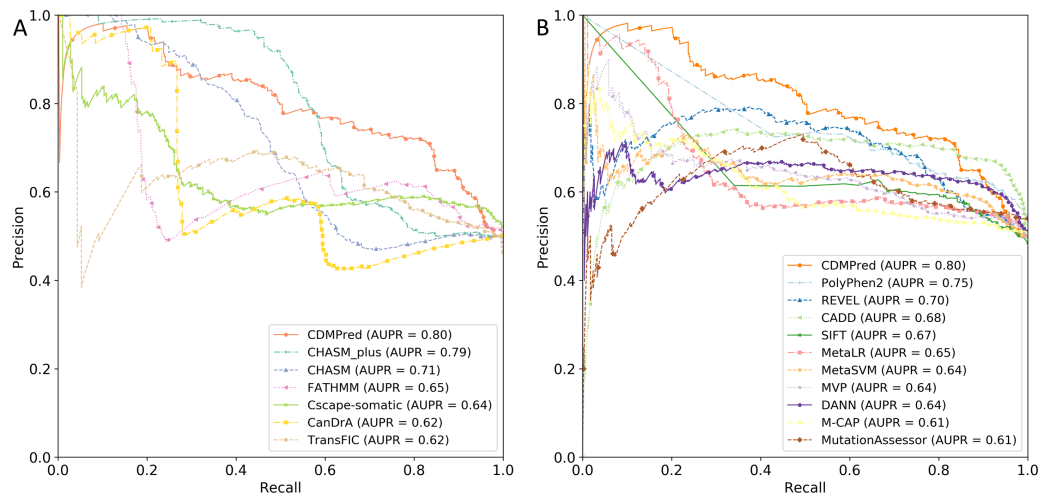 A
Precision
1.0
0.8
0.6
0.4
0.2
0.0
CDMPred (AUPR = 0.80)
CHASM_plus (AUPR = 0.79)
CHASM (AUPR = 0.71)
FATHMM (AUPR = 0.65)
Cscape-somatic (AUPR = 0.64)
CanDrA (AUPR = 0.62)
TransFIC (AUPR = 0.62)
0.0 0.2 0.4 0.6 0.8 1.0
Recall
B
Precision
1.0
0.8
0.6
0.4
0.2
0.0
CDMPred (AUPR = 0.80)
PolyPhen2 (AUPR = 0.75)
REVEL (AUPR = 0.70)
CADD (AUPR = 0.68)
SIFT (AUPR = 0.67)
MetaLR (AUPR = 0.65)
MetaSVM (AUPR = 0.64)
MVP (AUPR = 0.64)
DANN (AUPR = 0.64)
M-CAP (AUPR = 0.61)
MutationAssessor (AUPR = 0.61)
0.0 0.2 0.4 0.6 0.8 1.0
Recall